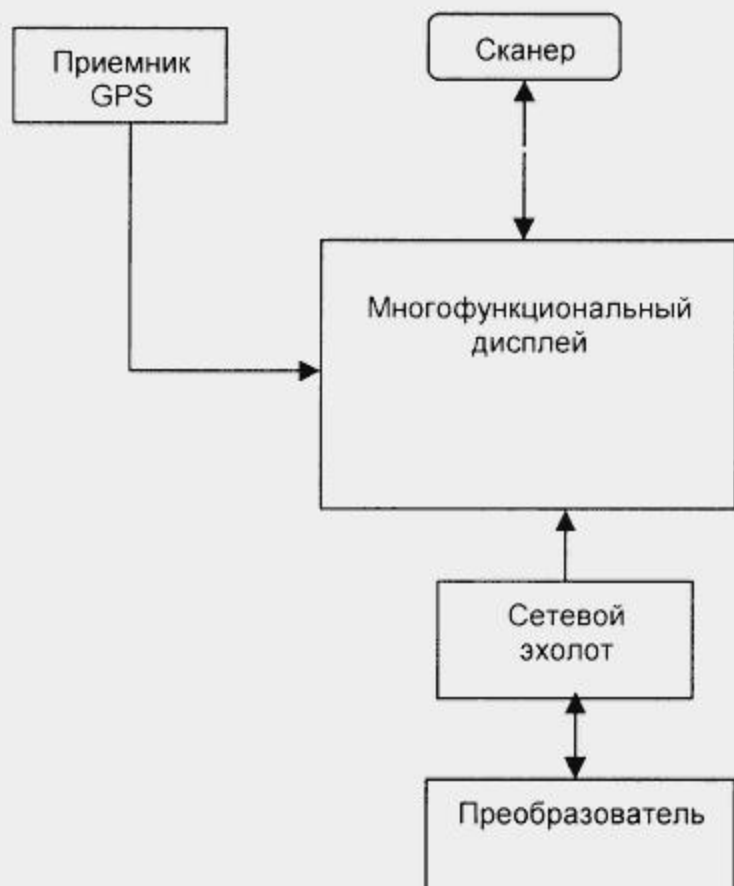 Приемник
GPS
Сканер
Многофункциональный
дисплей
Сетевой
эхолот
Преобразователь